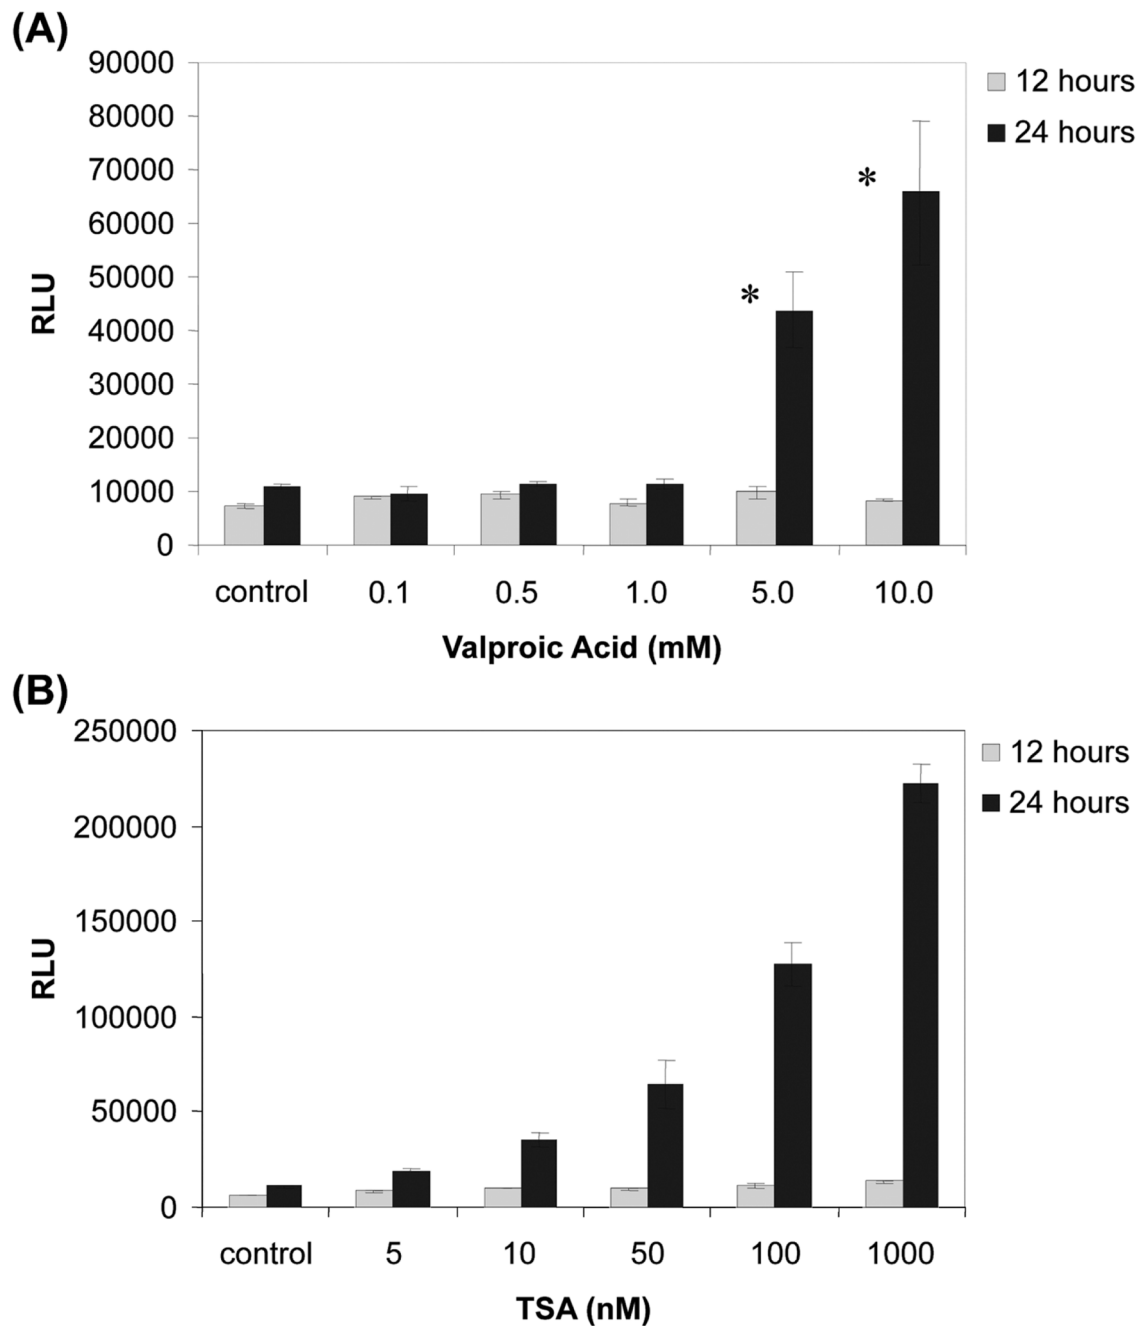 (A)
90000
80000
70000
60000
50000
40000
30000
20000
10000
0
RLU
12 hours
24 hours
*
*
control 0.1 0.5 1.0 5.0 10.0
Valproic Acid (mM)
(B)
250000
200000
150000
100000
50000
0
RLU
12 hours
24 hours
control 5 10 50 100 1000
TSA (nM)